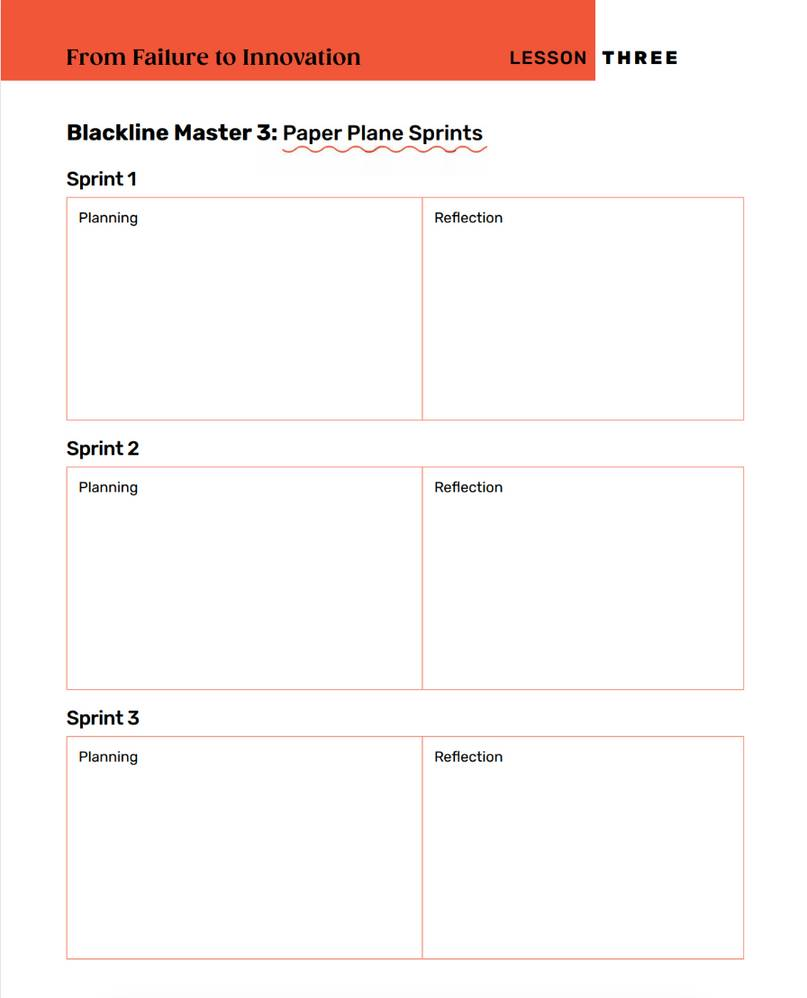 From Failure to Innovation LESSON THREE
Blackline Master 3: Paper Plane Sprints
Sprint 1
Planning Reflection
Sprint 2
Planning Reflection
Sprint 3
Planning Reflection